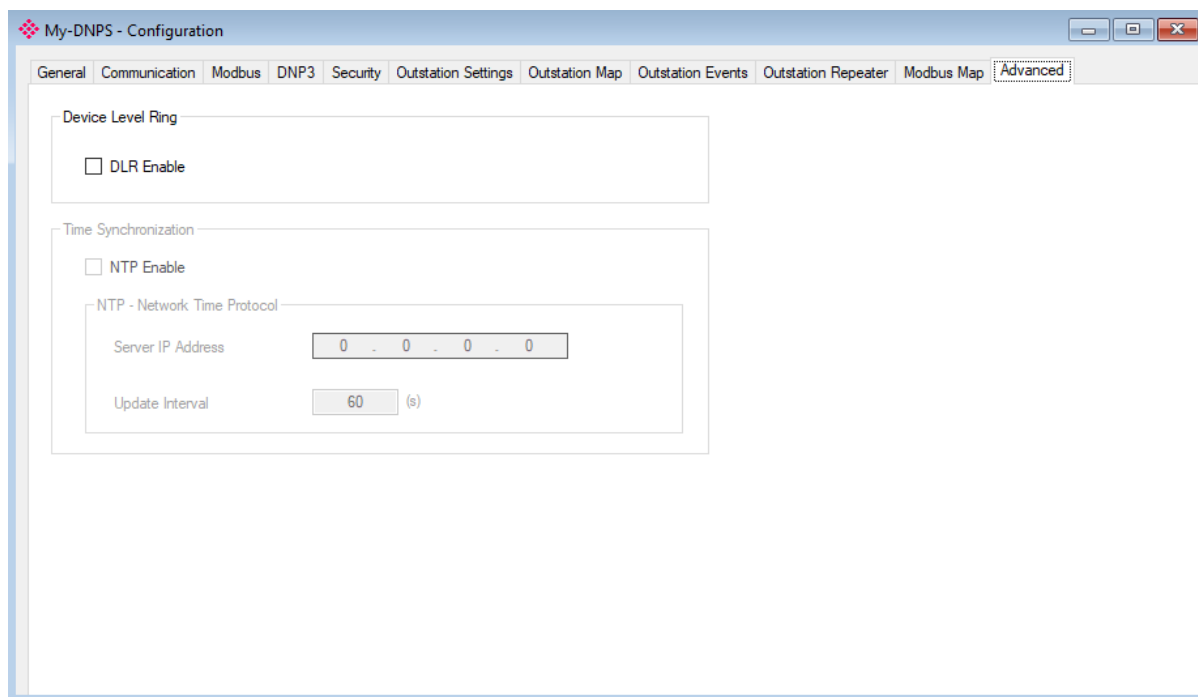 My-DNPS - Configuration
General Communication Modbus DNP3 Security Outstation Settings Outstation Map Outstation Events Outstation Repeater Modbus Map Advanced
Device Level Ring
DLR Enable
Time Synchronization
NTP Enable
NTP - Network Time Protocol
Server IP Address 0 . 0 . 0 . 0
Update Interval 60 (s)